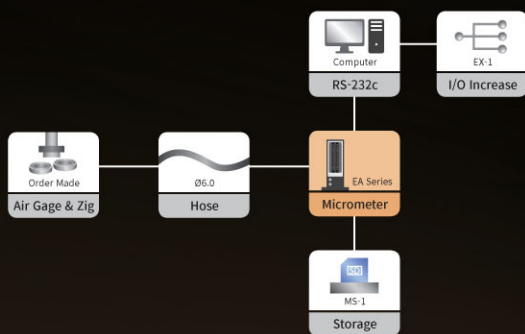 Computer
RS-232c
EX-1
I/O Increase
Order Made
Air Gage & Zig
Ø6.0
Hose
EA Series
Micrometer
SD
MS-1
Storage